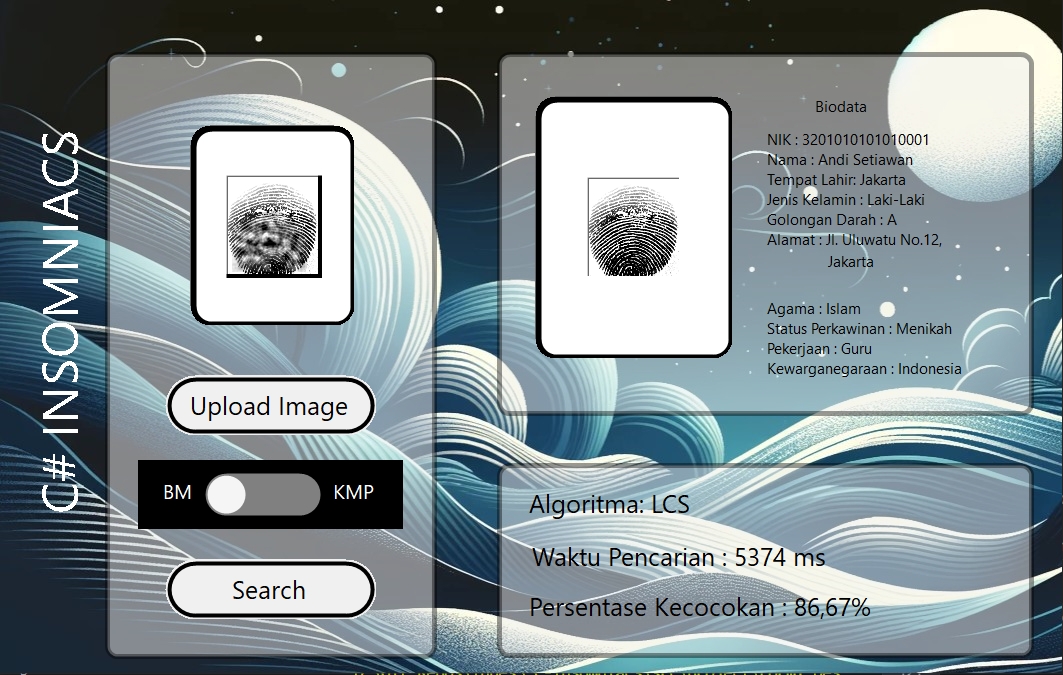 C# INSOMNIACS
Upload Image
BM KMP
Search
Biodata
NIK : 3201010101010001
Nama : Andi Setiawan
Tempat Lahir: Jakarta
Jenis Kelamin : Laki-Laki
Golongan Darah : A
Alamat : Jl. Uluwatu No.12,
Jakarta
Agama : Islam
Status Perkawinan : Menikah
Pekerjaan : Guru
Kewarganegaraan : Indonesia
Algoritma: LCS
Waktu Pencarian : 5374 ms
Persentase Kecocokan : 86,67%